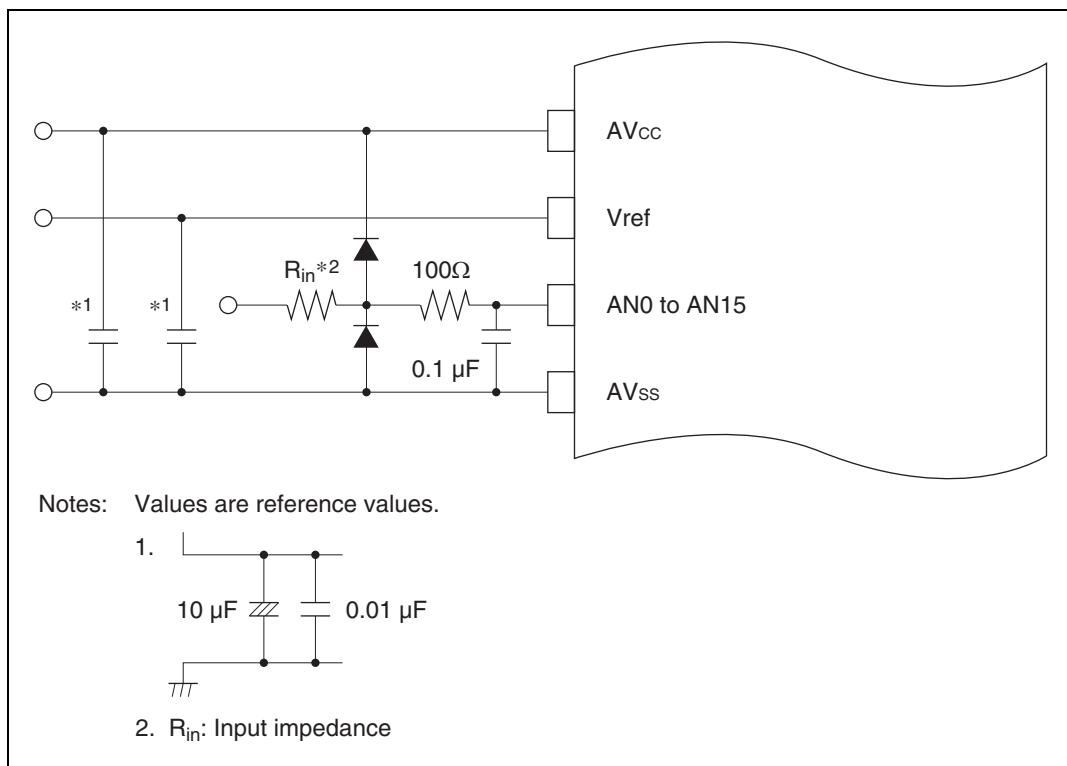 AVCC
Vref
Rin*2
100Ω
*1
*1
AN0 to AN15
0.1 µF
AVSS
Notes: Values are reference values.
1.
10 µF
0.01 µF
2. Rin: Input impedance